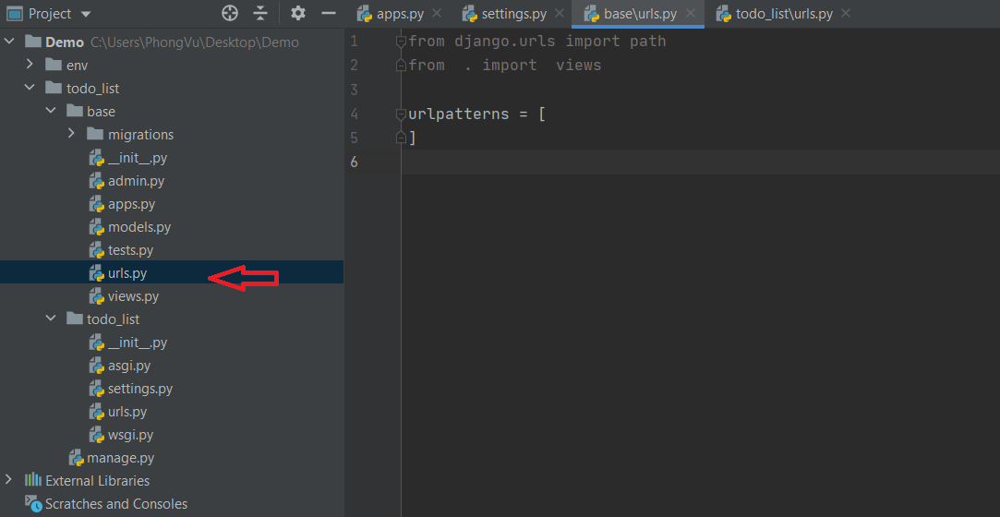 Project apps.py settings.py base\urls.py todo_list\urls.py
Demo C:\Users\PhongVu\Desktop\Demo
env
todo_list
base
migrations
__init__.py
admin.py
apps.py
models.py
tests.py
urls.py
views.py
todo_list
__init__.py
asgi.py
settings.py
urls.py
wsgi.py
manage.py
External Libraries
Scratches and Consoles
1 from django.urls import path
2 from  . import  views
3
4 urlpatterns = [
5 ]
6